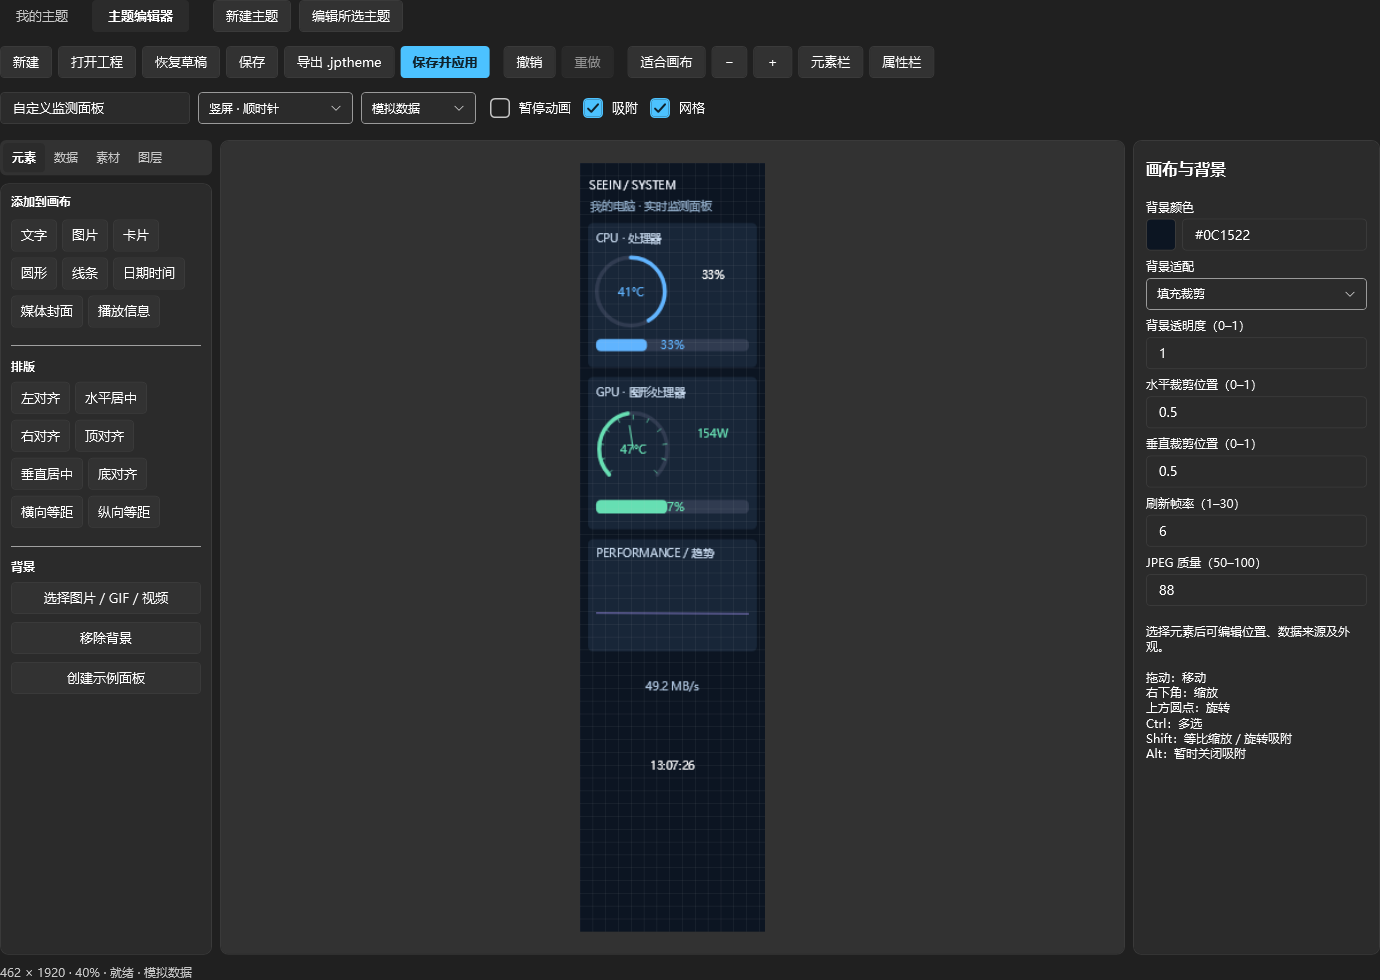 我的主题 主题编辑器 新建主题 编辑所选主题
新建 打开工程 恢复草稿 保存 导出 .jptheme 保存并应用 撤销 重做 适合画布 − + 元素栏 属性栏
自定义监测面板 竖屏 · 顺时针 模拟数据 暂停动画 吸附 网格
元素 数据 素材 图层
添加到画布
文字 图片 卡片
圆形 线条 日期时间
媒体封面 播放信息
排版
左对齐 水平居中
右对齐 顶对齐
垂直居中 底对齐
横向等距 纵向等距
背景
选择图片 / GIF / 视频
移除背景
创建示例面板
SEEIN / SYSTEM
我的电脑 · 实时监测面板
CPU · 处理器
33%
41°C
33%
GPU · 图形处理器
154W
47°C
7%
PERFORMANCE / 趋势
49.2 MB/s
13:07:26
画布与背景
背景颜色
#0C1522
背景适配
填充裁剪
背景透明度（0–1）
1
水平裁剪位置（0–1）
0.5
垂直裁剪位置（0–1）
0.5
刷新帧率（1–30）
6
JPEG 质量（50–100）
88
选择元素后可编辑位置、数据来源及外
观。
拖动：移动
右下角：缩放
上方圆点：旋转
Ctrl：多选
Shift：等比缩放 / 旋转吸附
Alt：暂时关闭吸附
462 × 1920 · 40% · 就绪 · 模拟数据